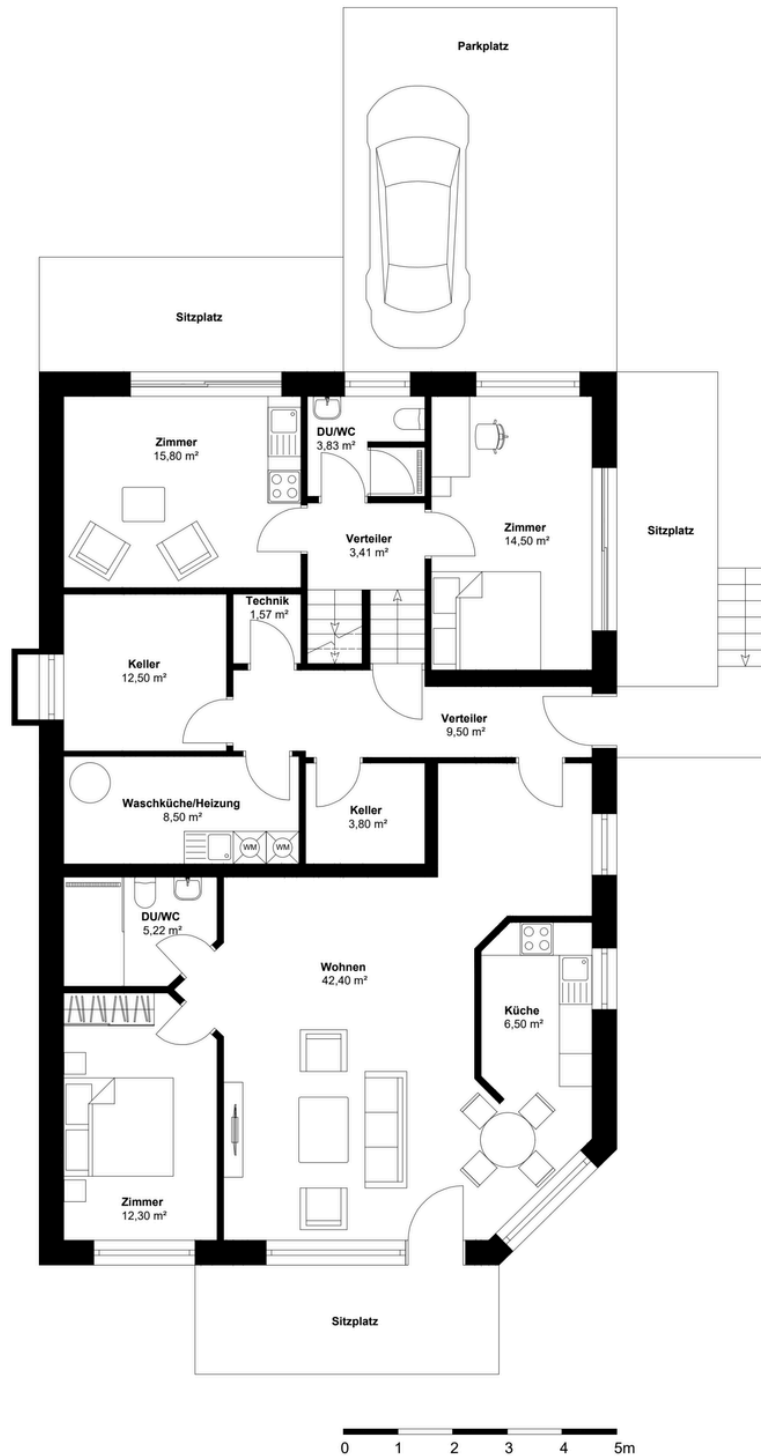 Parkplatz
Sitzplatz
Zimmer
15,80 m²
DU/WC
3,83 m²
Zimmer
14,50 m²
Sitzplatz
Verteiler
3,41 m²
Technik
1,57 m²
Keller
12,50 m²
Verteiler
9,50 m²
Waschküche/Heizung
8,50 m²
WM
WM
Keller
3,80 m²
DU/WC
5,22 m²
Wohnen
42,40 m²
Küche
6,50 m²
Zimmer
12,30 m²
Sitzplatz
0 1 2 3 4 5m